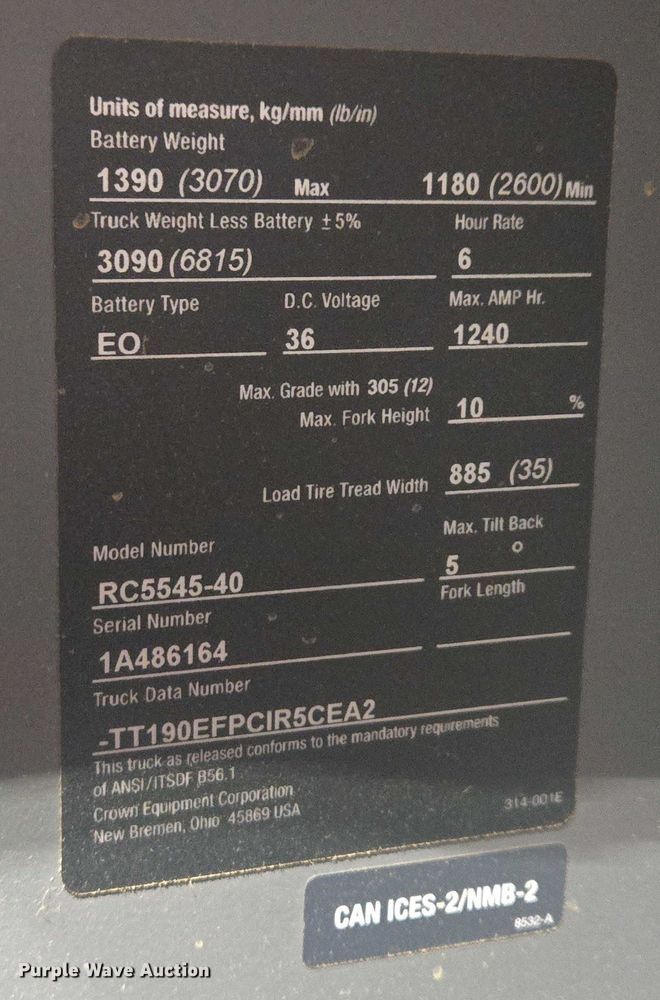 Units of measure, kg/mm (lb/in)
Battery Weight
1390 (3070) Max 1180 (2600) Min
Truck Weight Less Battery ±5% Hour Rate
3090 (6815) 6
Battery Type D.C. Voltage Max. AMP Hr.
EO 36 1240
Max. Grade with 305 (12)
Max. Fork Height 10 %
Load Tire Tread Width 885 (35)
Model Number Max. Tilt Back
RC5545-40 5 °
Serial Number Fork Length
1A486164
Truck Data Number
-TT190EFPCIR5CEA2
This truck as released conforms to the mandatory requirements
of ANSI/ITSDF B56.1
Crown Equipment Corporation
New Bremen, Ohio 45869 USA 314-001E
CAN ICES-2/NMB-2
8532-A
Purple Wave Auction